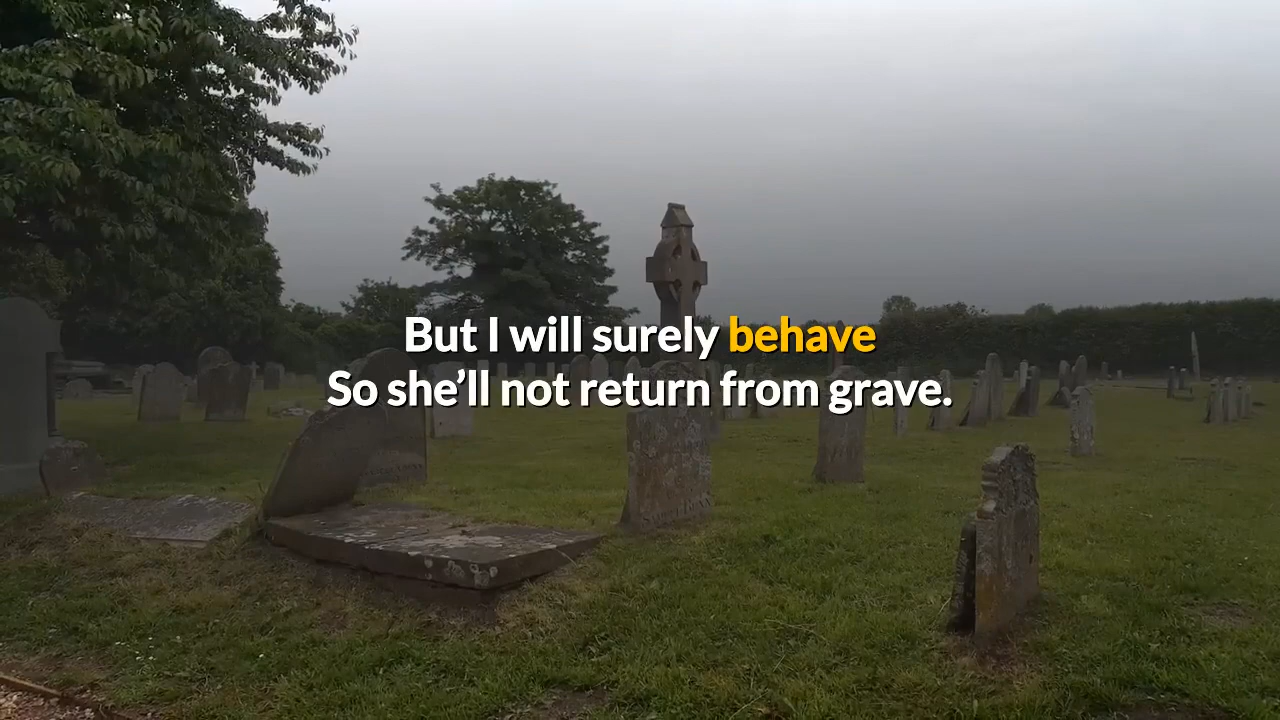 But I will surely behave
So she’ll not return from grave.